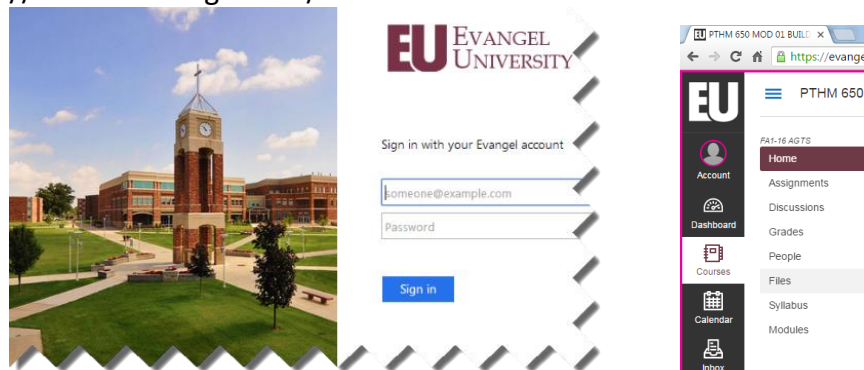 EU EVANGEL
UNIVERSITY
Sign in with your Evangel account
someone@example.com
Password
Sign in
PTHM 650 MOD 01 BUILD
https://evange
EU
PTHM 650
FA1-16 AGTS
Home
Account
Assignments
Discussions
Dashboard
Grades
People
Courses
Files
Syllabus
Calendar
Modules
Inbox